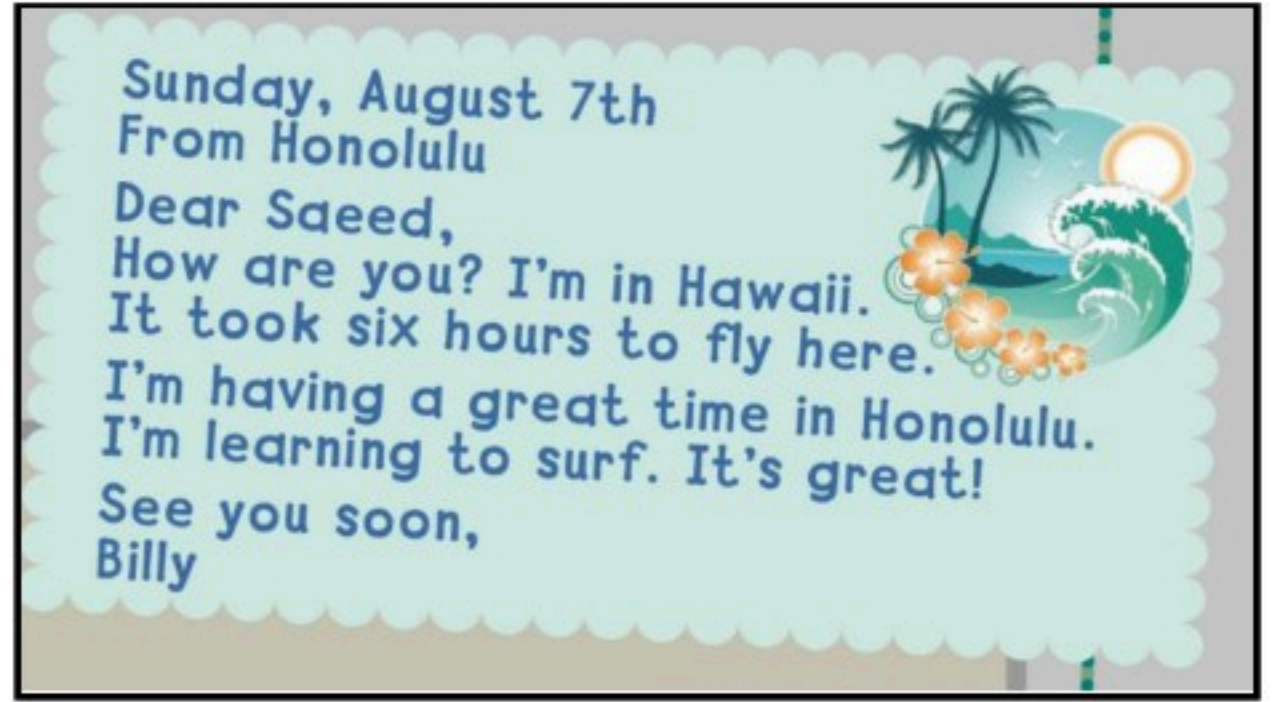 Sunday, August 7th
From Honolulu
Dear Saeed,
How are you? I'm in Hawaii.
It took six hours to fly here.
I'm having a great time in Honolulu.
I'm learning to surf. It's great!
See you soon,
Billy